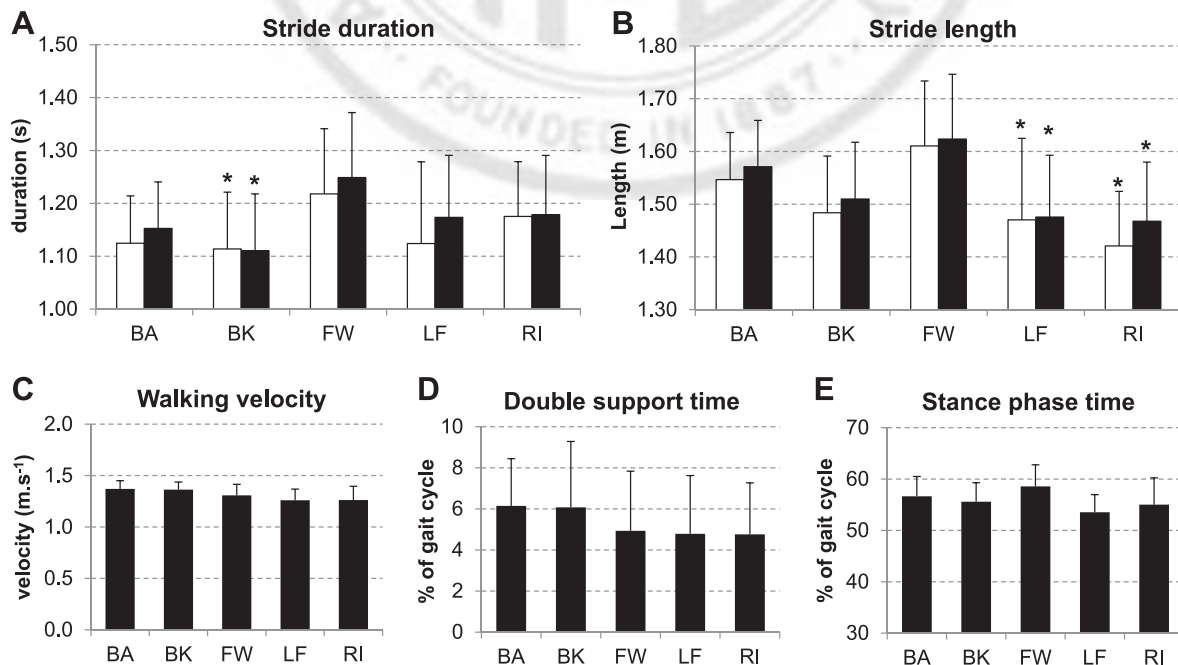 A Stride duration
duration (s)
1.50
1.40
1.30
1.20
1.10
1.00
* *
BA BK FW LF RI
B Stride length
Length (m)
1.80
1.70
1.60
1.50
1.40
1.30
* *
* *
BA BK FW LF RI
FOUNDED IN 1887
C Walking velocity
velocity (m.s⁻¹)
2.0
1.5
1.0
0.5
0.0
BA BK FW LF RI
D Double support time
% of gait cycle
10
8
6
4
2
0
BA BK FW LF RI
E Stance phase time
% of gait cycle
70
60
50
40
30
BA BK FW LF RI